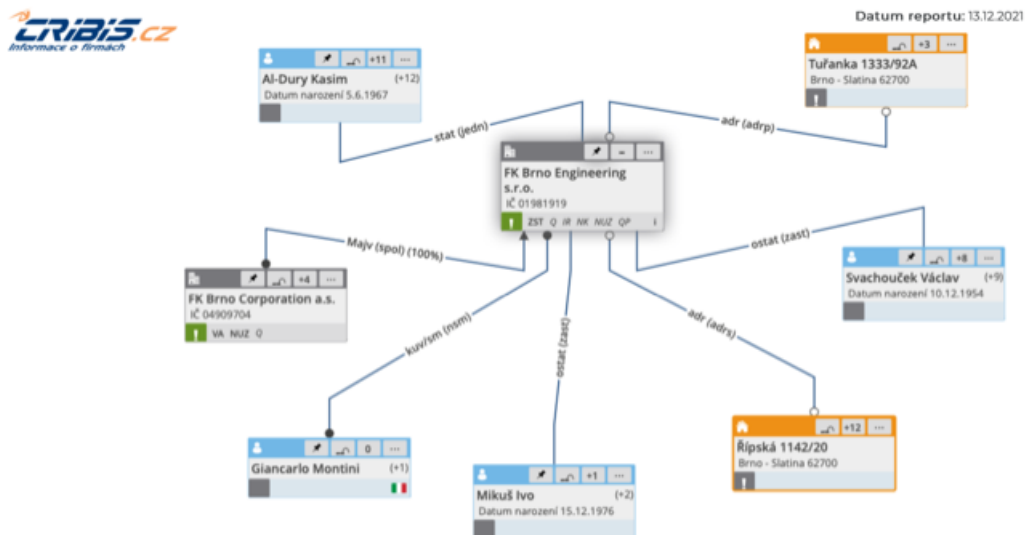 CRIBIS.CZ
Informace o firmách
Datum reportu: 13.12.2021
+11 ...
Al-Dury Kasim (+12)
Datum narození 5.6.1967
+3 ...
Tuřanka 1333/92A
Brno - Slatina 62700
stat (jedn)
adr (adrp)
– ...
FK Brno Engineering
s.r.o.
IČ 01981919
ZST Q IR NK NUZ QP i
Majv (spol) (100%)
ostat (zast)
+4 ...
FK Brno Corporation a.s.
IČ 04909704
VA NUZ Q
+8 ...
Svachouček Václav (+9)
Datum narození 10.12.1954
kuv/sm (nsm)
ostat (zast)
adr (adrs)
0 ...
Giancarlo Montini (+1)
+1 ...
Mikuš Ivo (+2)
Datum narození 15.12.1976
+12 ...
Řípská 1142/20
Brno - Slatina 62700